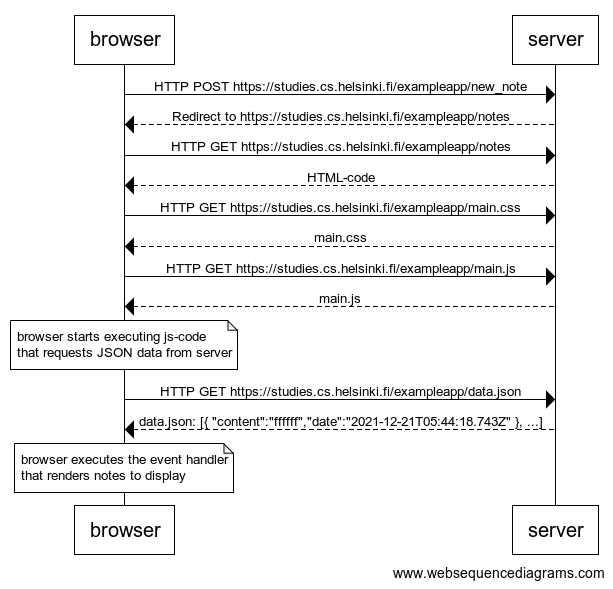 browser server
HTTP POST https://studies.cs.helsinki.fi/exampleapp/new_note
Redirect to https://studies.cs.helsinki.fi/exampleapp/notes
HTTP GET https://studies.cs.helsinki.fi/exampleapp/notes
HTML-code
HTTP GET https://studies.cs.helsinki.fi/exampleapp/main.css
main.css
HTTP GET https://studies.cs.helsinki.fi/exampleapp/main.js
main.js
browser starts executing js-code
that requests JSON data from server
HTTP GET https://studies.cs.helsinki.fi/exampleapp/data.json
data.json: [{ "content":"ffffff","date":"2021-12-21T05:44:18.743Z" }, ...]
browser executes the event handler
that renders notes to display
browser server
www.websequencediagrams.com